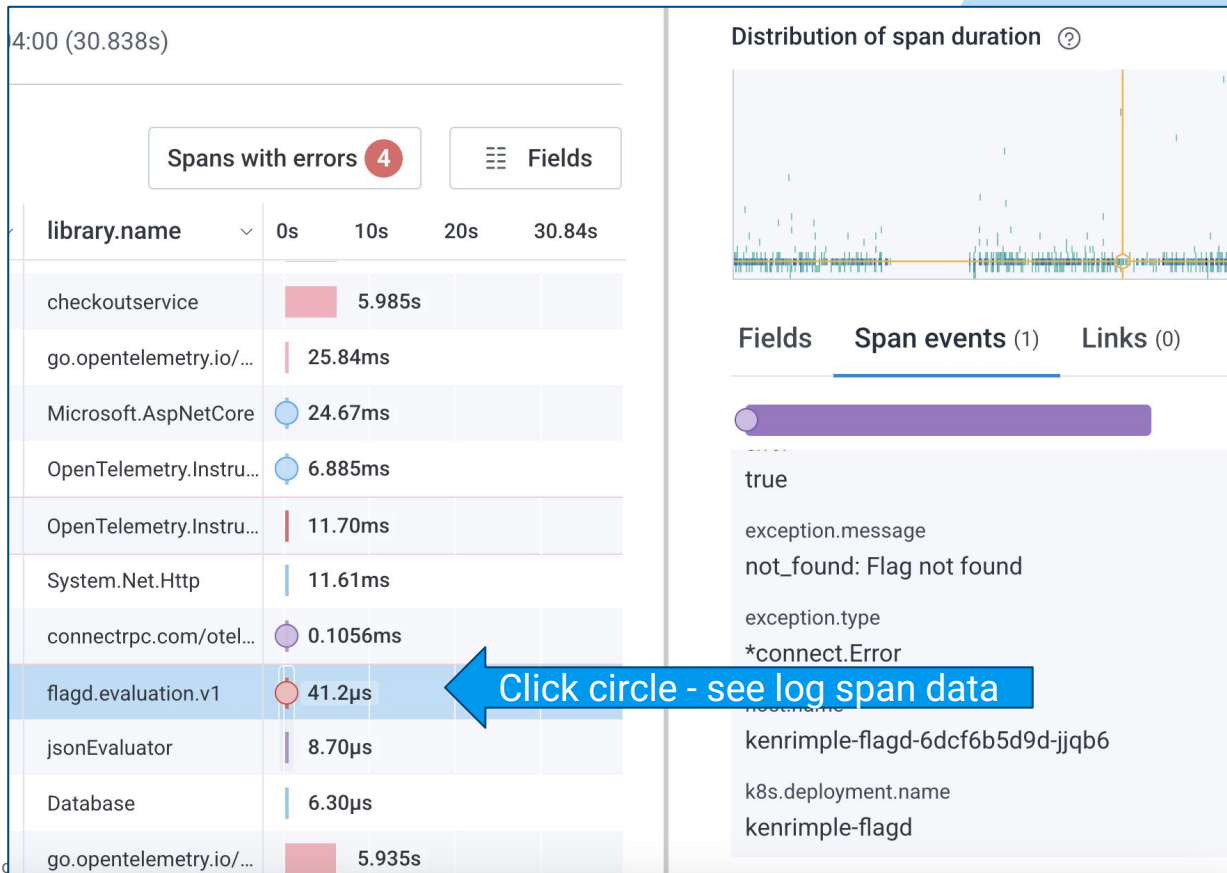 4:00 (30.838s)
Spans with errors 4
Fields
library.name
0s 10s 20s 30.84s
checkoutservice 5.985s
go.opentelemetry.io/... 25.84ms
Microsoft.AspNetCore 24.67ms
OpenTelemetry.Instru... 6.885ms
OpenTelemetry.Instru... 11.70ms
System.Net.Http 11.61ms
connectrpc.com/otel... 0.1056ms
flagd.evaluation.v1 41.2µs
jsonEvaluator 8.70µs
Database 6.30µs
go.opentelemetry.io/... 5.935s
Click circle - see log span data
Distribution of span duration ?
Fields Span events (1) Links (0)
true
exception.message
not_found: Flag not found
exception.type
*connect.Error
kenrimple-flagd-6dcf6b5d9d-jjqb6
k8s.deployment.name
kenrimple-flagd